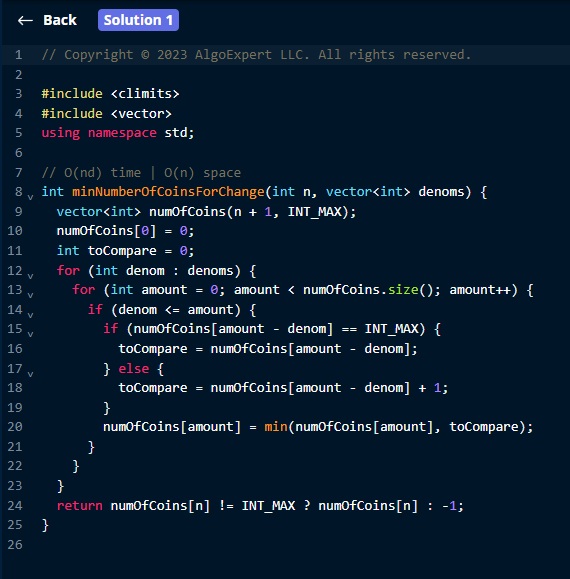 ← Back Solution 1
1 // Copyright © 2023 AlgoExpert LLC. All rights reserved.
2
3 #include <climits>
4 #include <vector>
5 using namespace std;
6
7 // O(nd) time | O(n) space
8 int minNumberOfCoinsForChange(int n, vector<int> denoms) {
9   vector<int> numOfCoins(n + 1, INT_MAX);
10   numOfCoins[0] = 0;
11   int toCompare = 0;
12   for (int denom : denoms) {
13     for (int amount = 0; amount < numOfCoins.size(); amount++) {
14       if (denom <= amount) {
15         if (numOfCoins[amount - denom] == INT_MAX) {
16           toCompare = numOfCoins[amount - denom];
17         } else {
18           toCompare = numOfCoins[amount - denom] + 1;
19         }
20         numOfCoins[amount] = min(numOfCoins[amount], toCompare);
21       }
22     }
23   }
24   return numOfCoins[n] != INT_MAX ? numOfCoins[n] : -1;
25 }
26